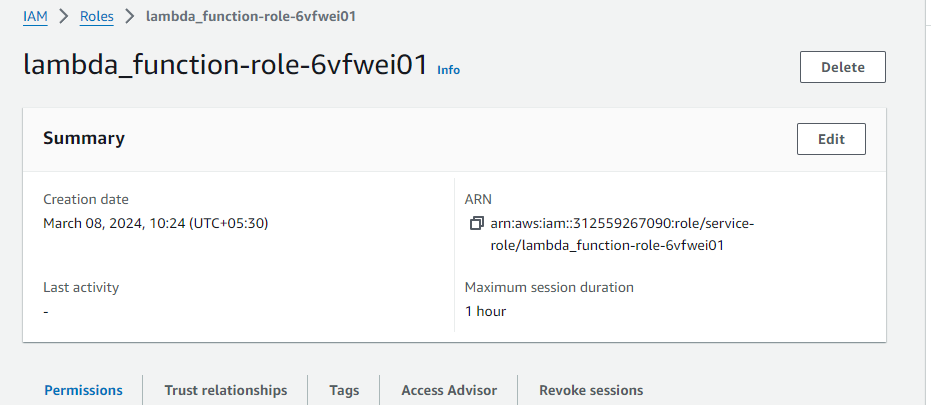 IAM > Roles > lambda_function-role-6vfwei01
lambda_function-role-6vfwei01 Info
Delete
Summary
Edit
Creation date
March 08, 2024, 10:24 (UTC+05:30)
ARN
arn:aws:iam::312559267090:role/service-
role/lambda_function-role-6vfwei01
Last activity
-
Maximum session duration
1 hour
Permissions Trust relationships Tags Access Advisor Revoke sessions